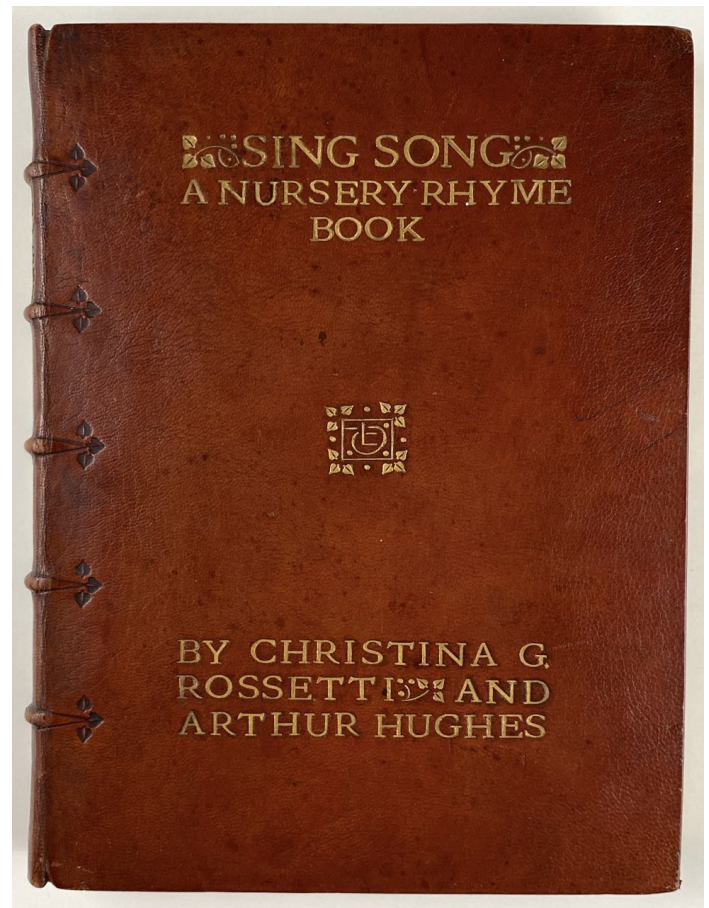 SING SONG
A NURSERY·RHYME
BOOK
BY CHRISTINA G.
ROSSETTI AND
ARTHUR HUGHES